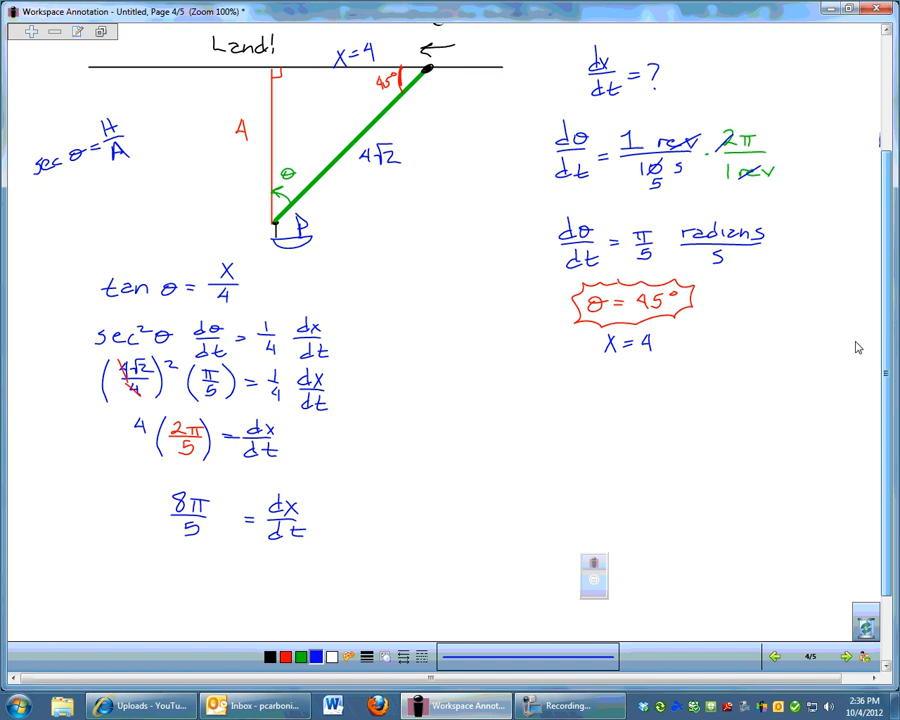 Workspace Annotation - Untitled, Page 4/5 (Zoom 100%) *
Land!
x=4
45°
A
θ
4√2
P
sec θ = H/A
tan θ = x/4
sec² θ dθ/dt = 1/4 dx/dt
(4√2/4)² (π/5) = 1/4 dx/dt
4 (2π/5) = dx/dt
8π/5 = dx/dt
dx/dt = ?
dθ/dt = 1 rev/10 s · 2π/1 rev
5
dθ/dt = π/5 radians/s
θ = 45°
x = 4
4/5
Uploads - YouTu...
Inbox - pcarboni...
Workspace Annot...
Recording...
2:36 PM
10/4/2012